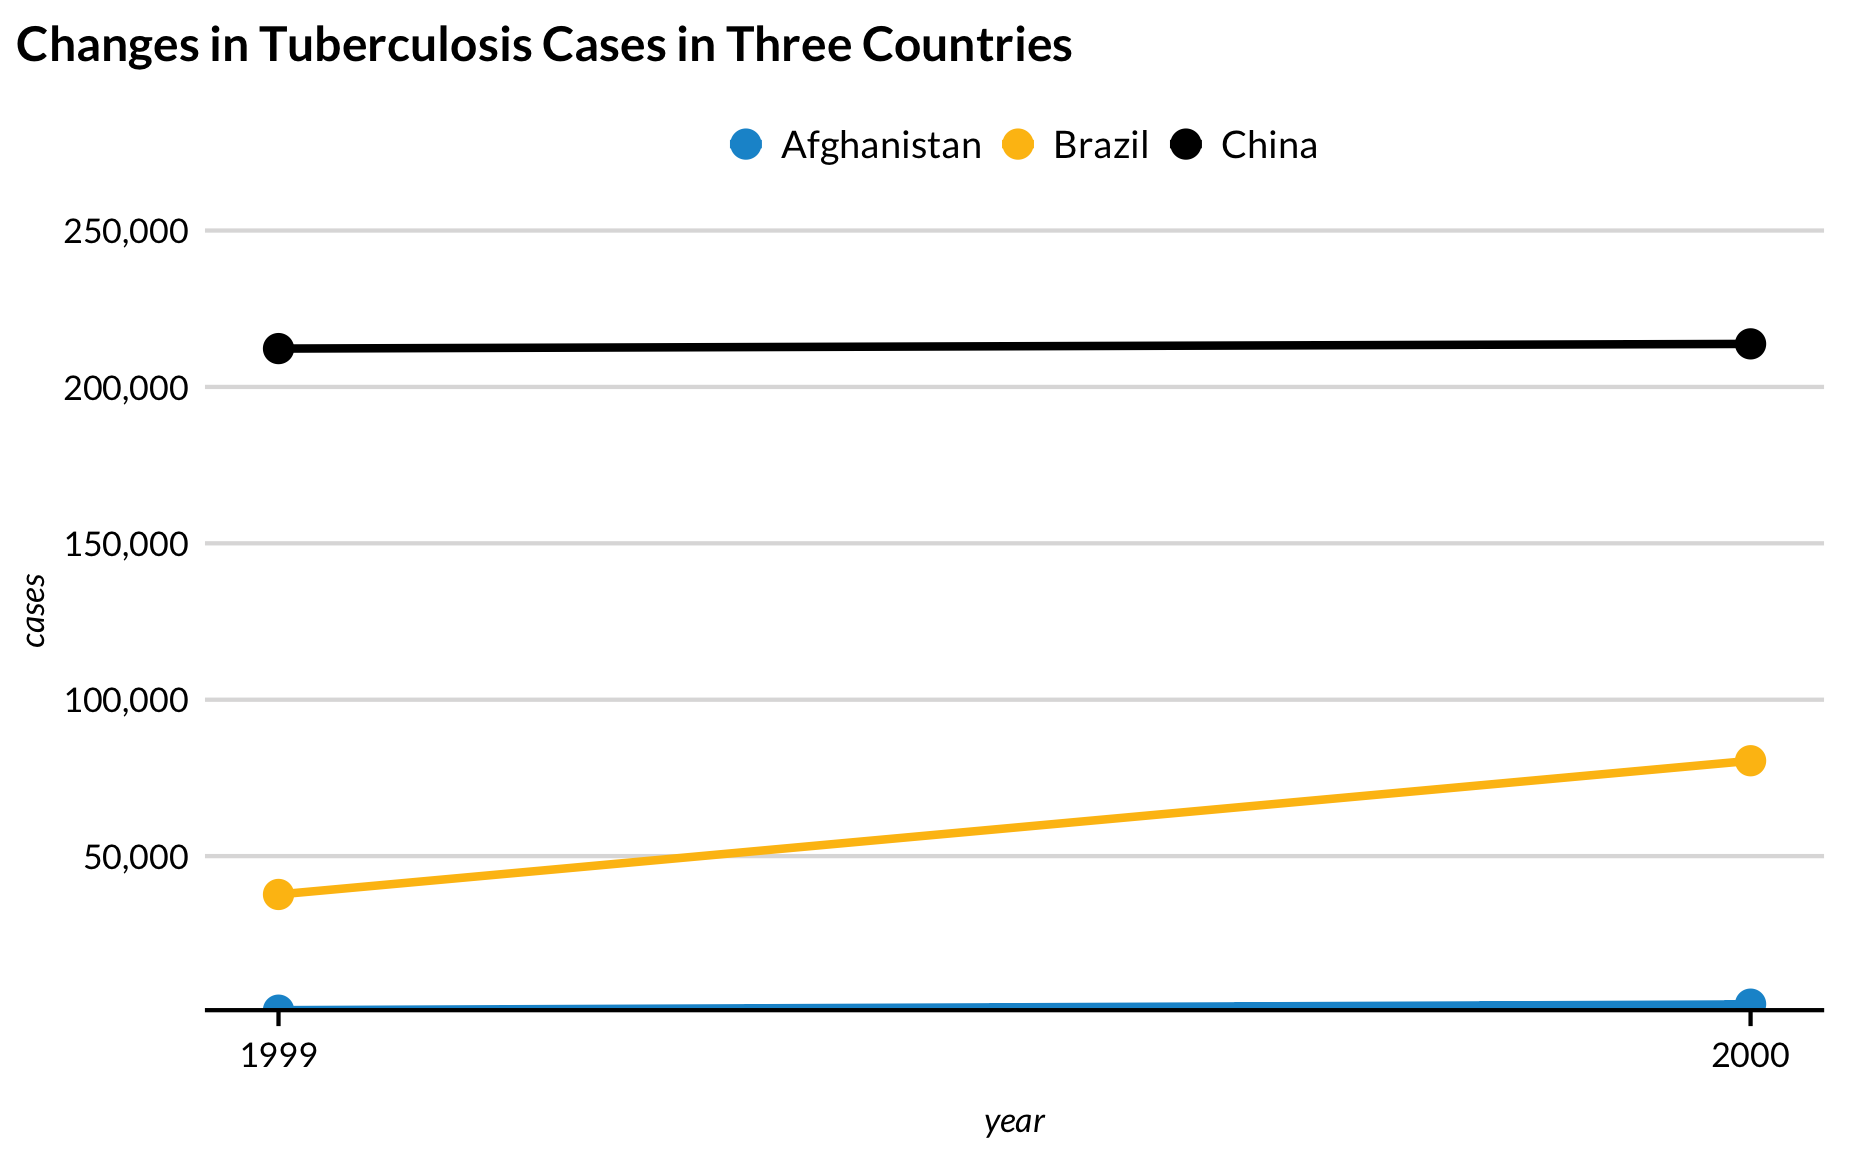 Changes in Tuberculosis Cases in Three Countries
Afghanistan Brazil China
250,000
200,000
150,000
100,000
50,000
cases
1999 2000
year